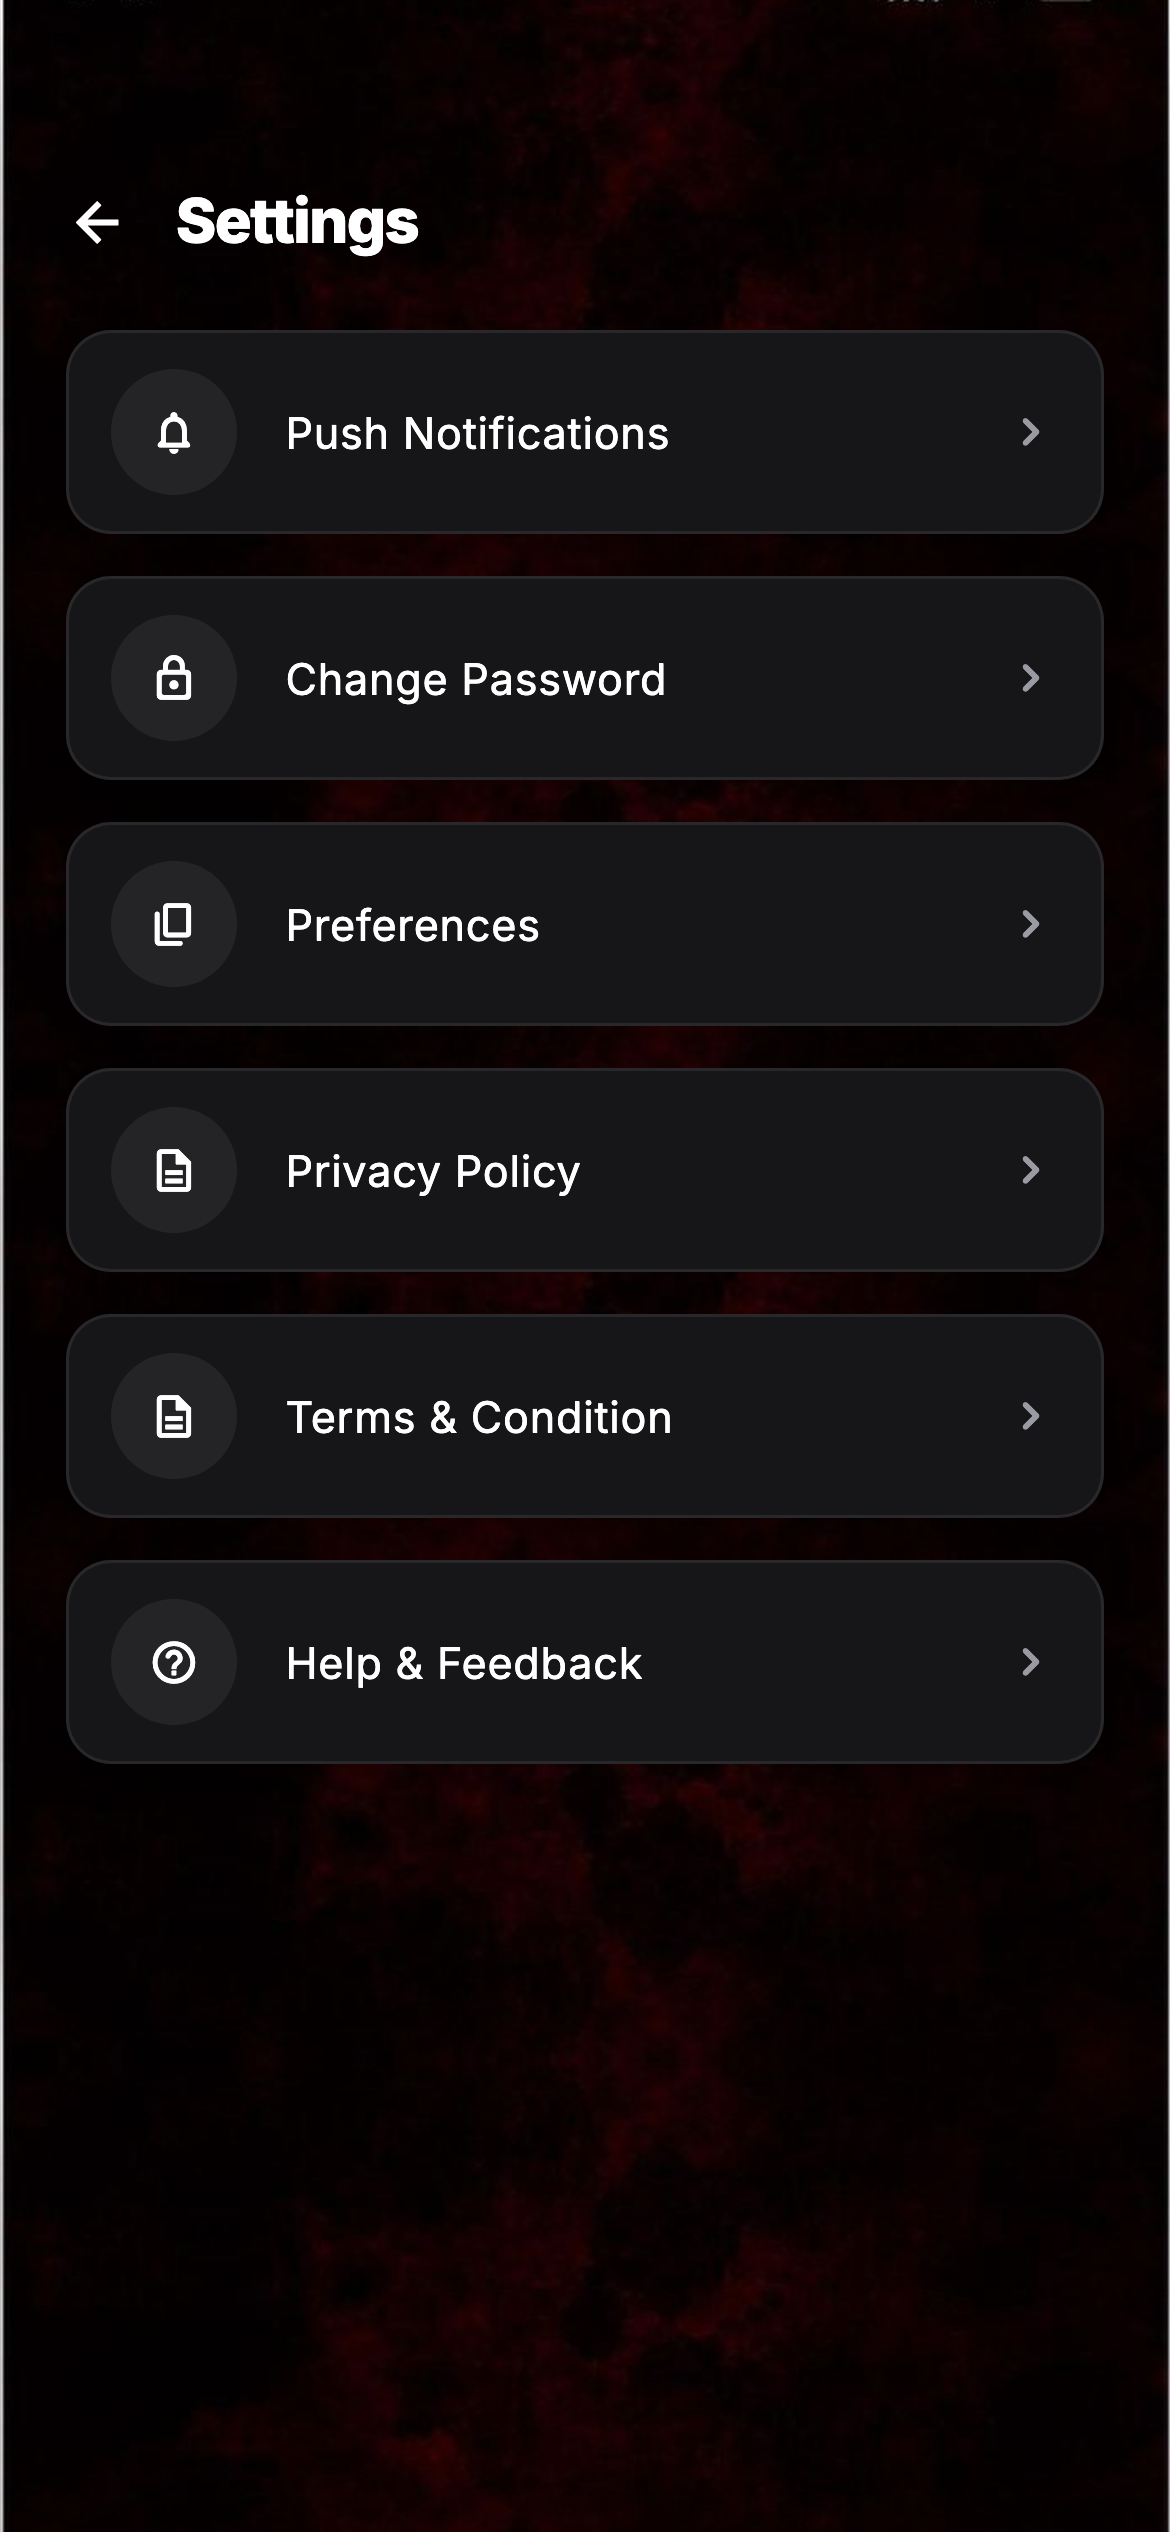 Settings
Push Notifications
Change Password
Preferences
Privacy Policy
Terms & Condition
Help & Feedback